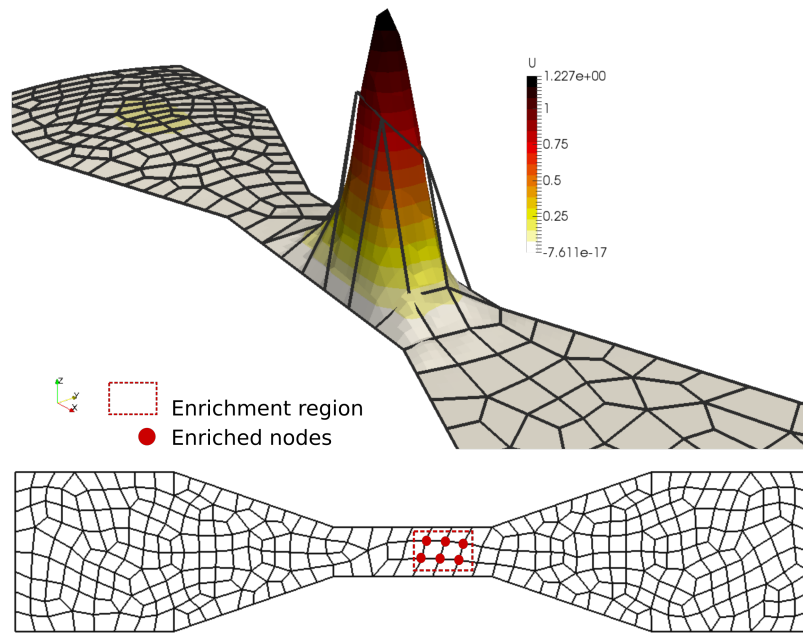 U
1.227e+00
1
0.75
0.5
0.25
-7.611e-17
Z
Y
X
Enrichment region
Enriched nodes